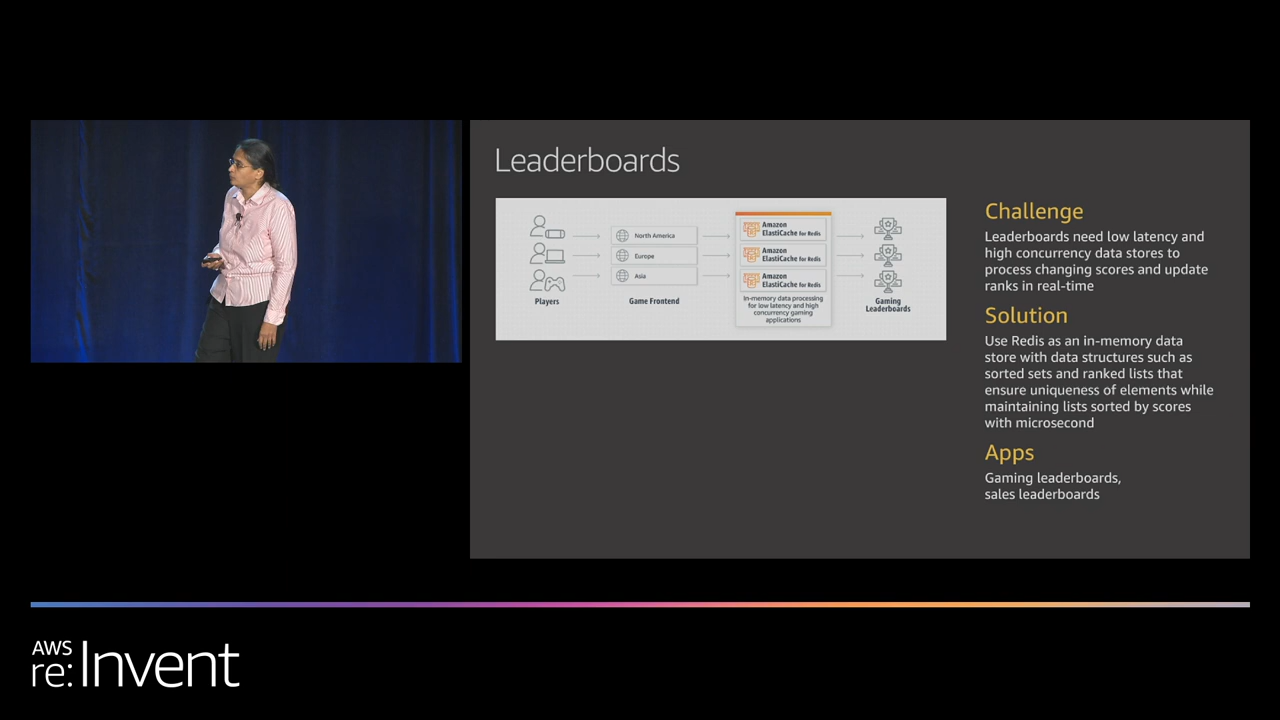 Leaderboards
Players
North America
Europe
Asia
Game Frontend
Amazon
ElastiCache for Redis
Amazon
ElastiCache for Redis
Amazon
ElastiCache for Redis
In-memory data processing
for low latency and high
concurrency gaming
applications
Gaming
Leaderboards
Challenge
Leaderboards need low latency and
high concurrency data stores to
process changing scores and update
ranks in real-time
Solution
Use Redis as an in-memory data
store with data structures such as
sorted sets and ranked lists that
ensure uniqueness of elements while
maintaining lists sorted by scores
with microsecond
Apps
Gaming leaderboards,
sales leaderboards
AWS
re:Invent